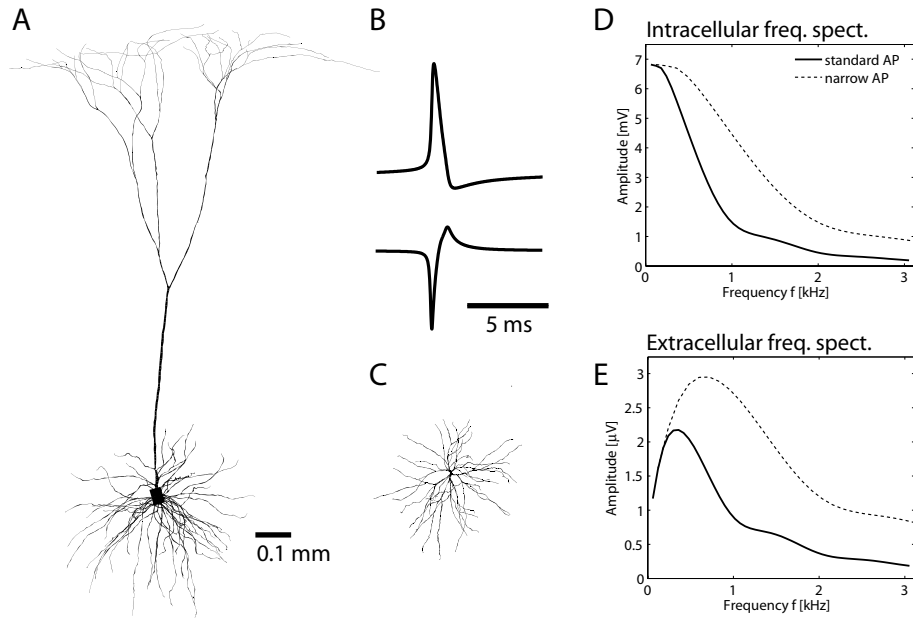 A
0.1 mm
B
5 ms
C
D
Intracellular freq. spect.
standard AP
narrow AP
7
6
5
4
3
2
1
0
Amplitude [mV]
0 1 2 3
Frequency f [kHz]
E
Extracellular freq. spect.
3
2.5
2
1.5
1
0.5
0
Amplitude [μV]
0 1 2 3
Frequency f [kHz]